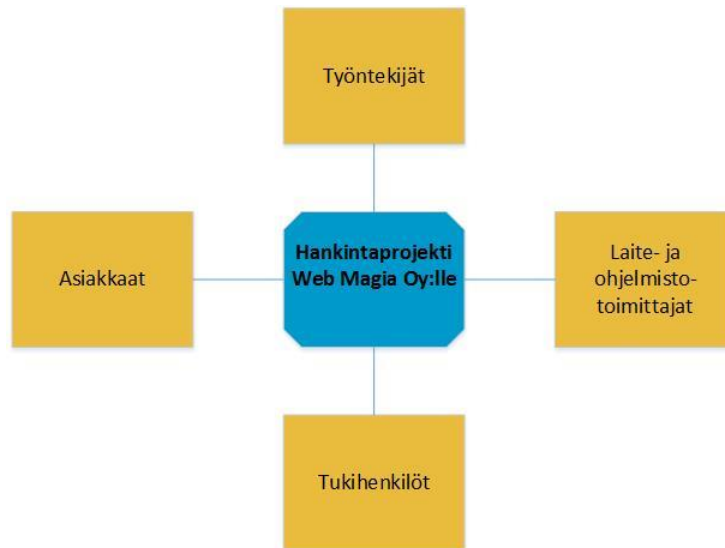 Työntekijät
Asiakkaat
Hankintaprojekti
Web Magia Oy:lle
Laite- ja
ohjelmisto-
toimittajat
Tukihenkilöt